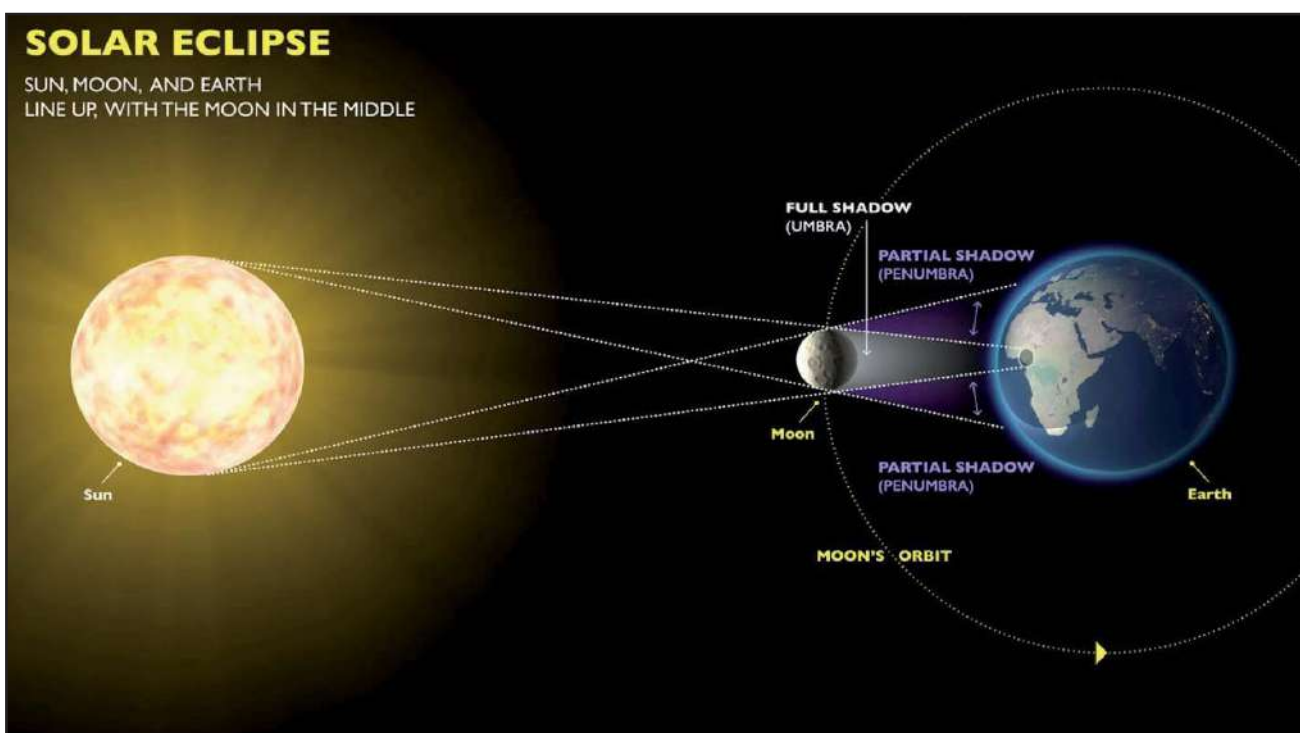 SOLAR ECLIPSE
SUN, MOON, AND EARTH
LINE UP, WITH THE MOON IN THE MIDDLE
FULL SHADOW
(UMBRA)
PARTIAL SHADOW
(PENUMBRA)
Moon
PARTIAL SHADOW
(PENUMBRA)
Sun
Earth
MOON'S ORBIT